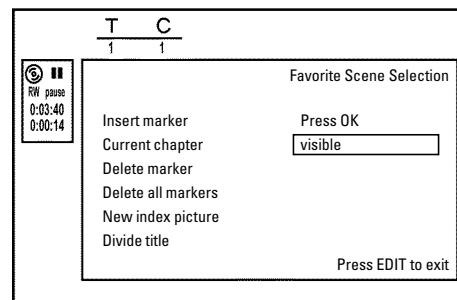 T C
1 1
RW pause
0:03:40
0:00:14
Favorite Scene Selection
Insert marker Press OK
Current chapter visible
Delete marker
Delete all markers
New index picture
Divide title
Press EDIT to exit